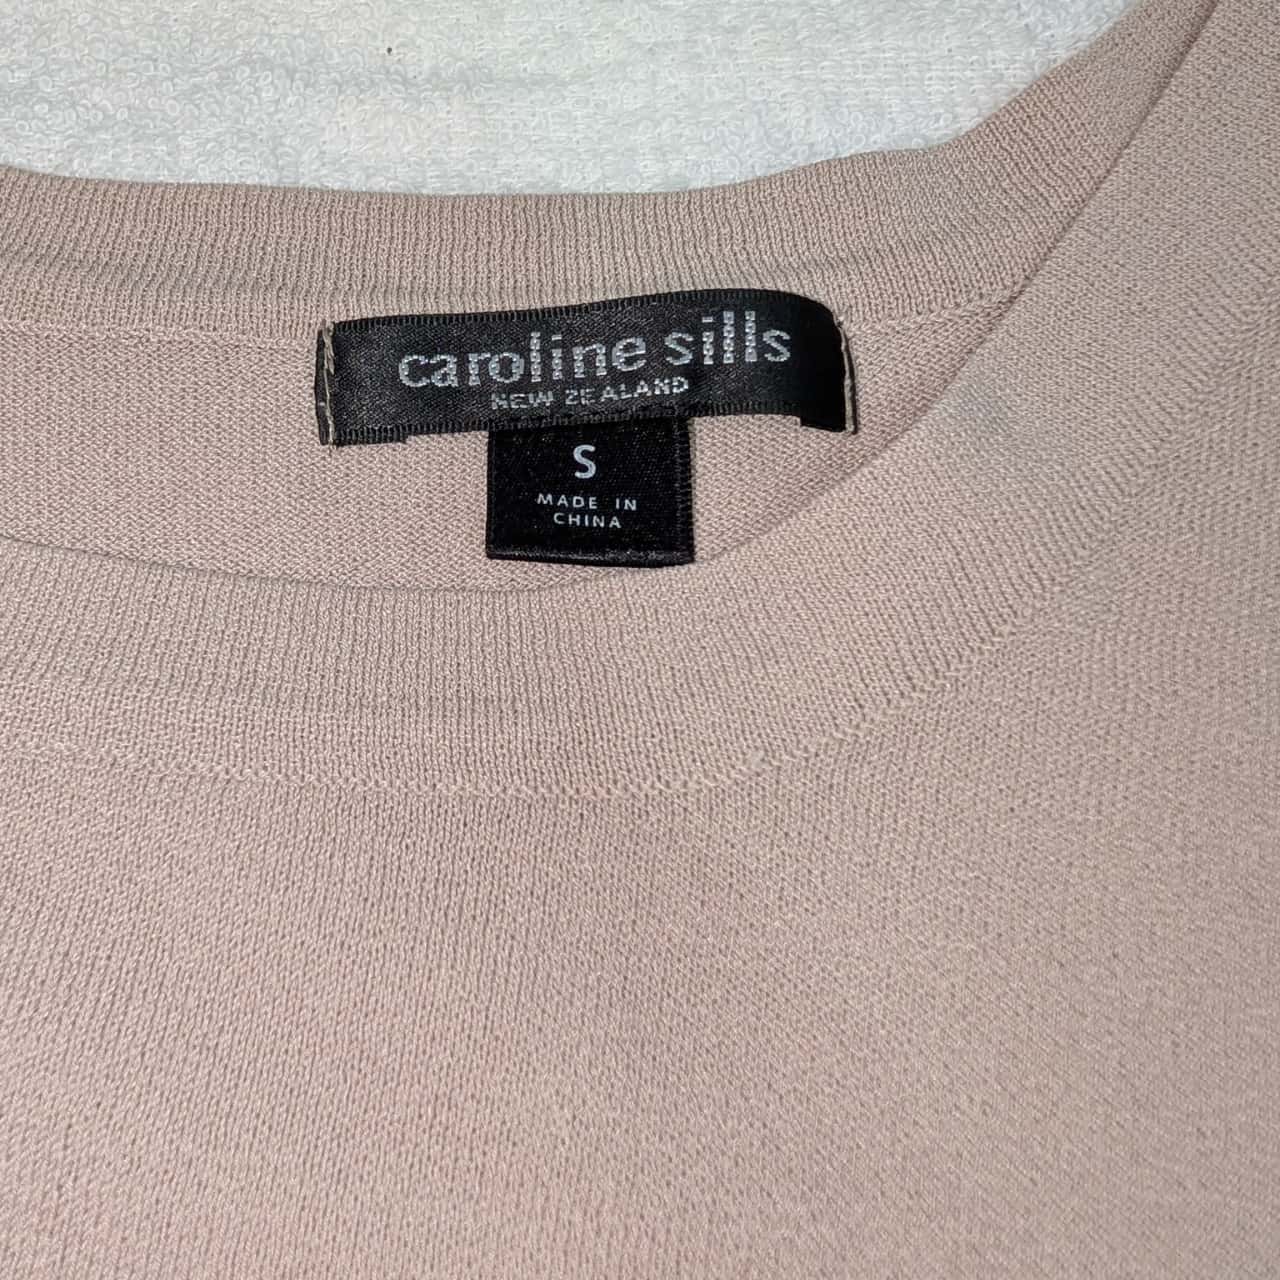 caroline sills
NEW ZEALAND
S
MADE IN
CHINA